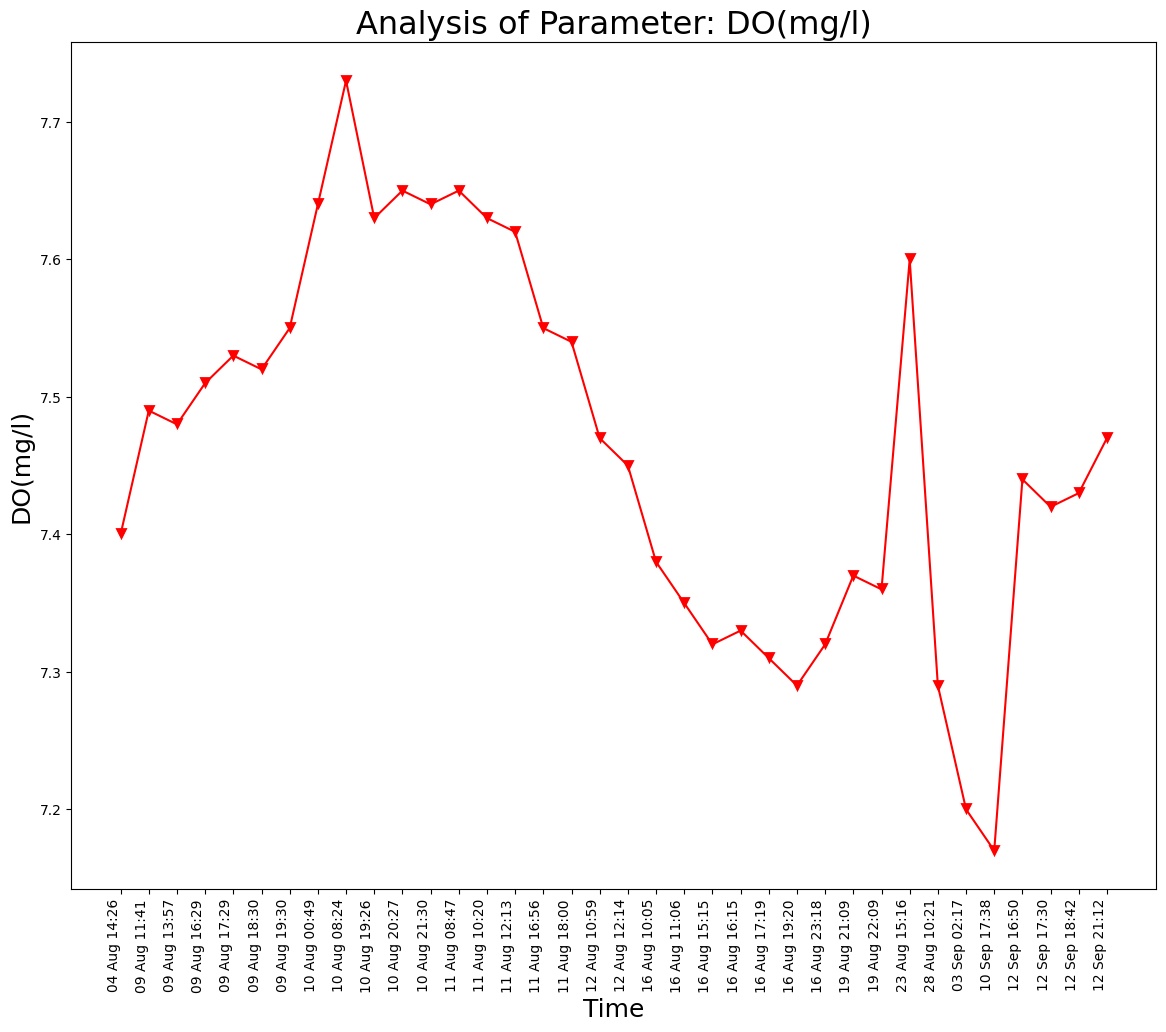 Analysis of Parameter: DO(mg/l)
DO(mg/l)
7.7
7.6
7.5
7.4
7.3
7.2
04 Aug 14:26
09 Aug 11:41
09 Aug 13:57
09 Aug 16:29
09 Aug 17:29
09 Aug 18:30
09 Aug 19:30
10 Aug 00:49
10 Aug 08:24
10 Aug 19:26
10 Aug 20:27
10 Aug 21:30
11 Aug 08:47
11 Aug 10:20
11 Aug 12:13
11 Aug 16:56
11 Aug 18:00
12 Aug 10:59
12 Aug 12:14
16 Aug 10:05
16 Aug 11:06
16 Aug 15:15
16 Aug 16:15
16 Aug 17:19
16 Aug 19:20
16 Aug 23:18
19 Aug 21:09
19 Aug 22:09
23 Aug 15:16
28 Aug 10:21
03 Sep 02:17
10 Sep 17:38
12 Sep 16:50
12 Sep 17:30
12 Sep 18:42
12 Sep 21:12
Time